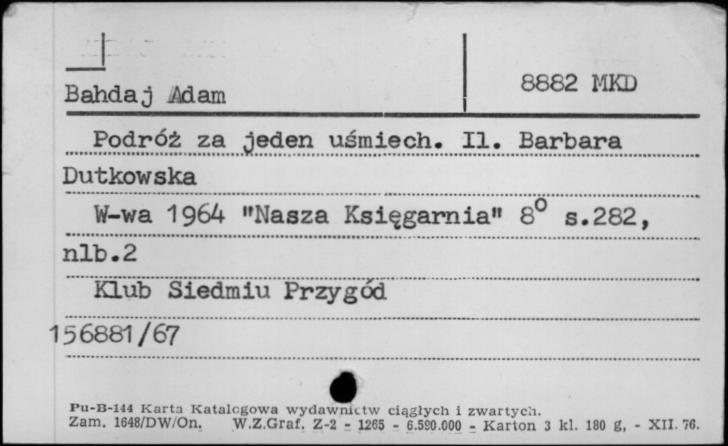 Bahdaj Adam
8882 MKD
Podróż za jeden uśmiech. Il. Barbara
Dutkowska
W-wa 1964 "Nasza Księgarnia" 8° s.282,
nlb.2
Klub Siedmiu Przygód
156881/67
Pu-B-144 Karta Katalogowa wydawnictw ciągłych i zwartych.
Zam. 1648/DW/On. W.Z.Graf. Z-2 - 1265 - 6.590.000 - Karton 3 kl. 180 g, - XII. 76.